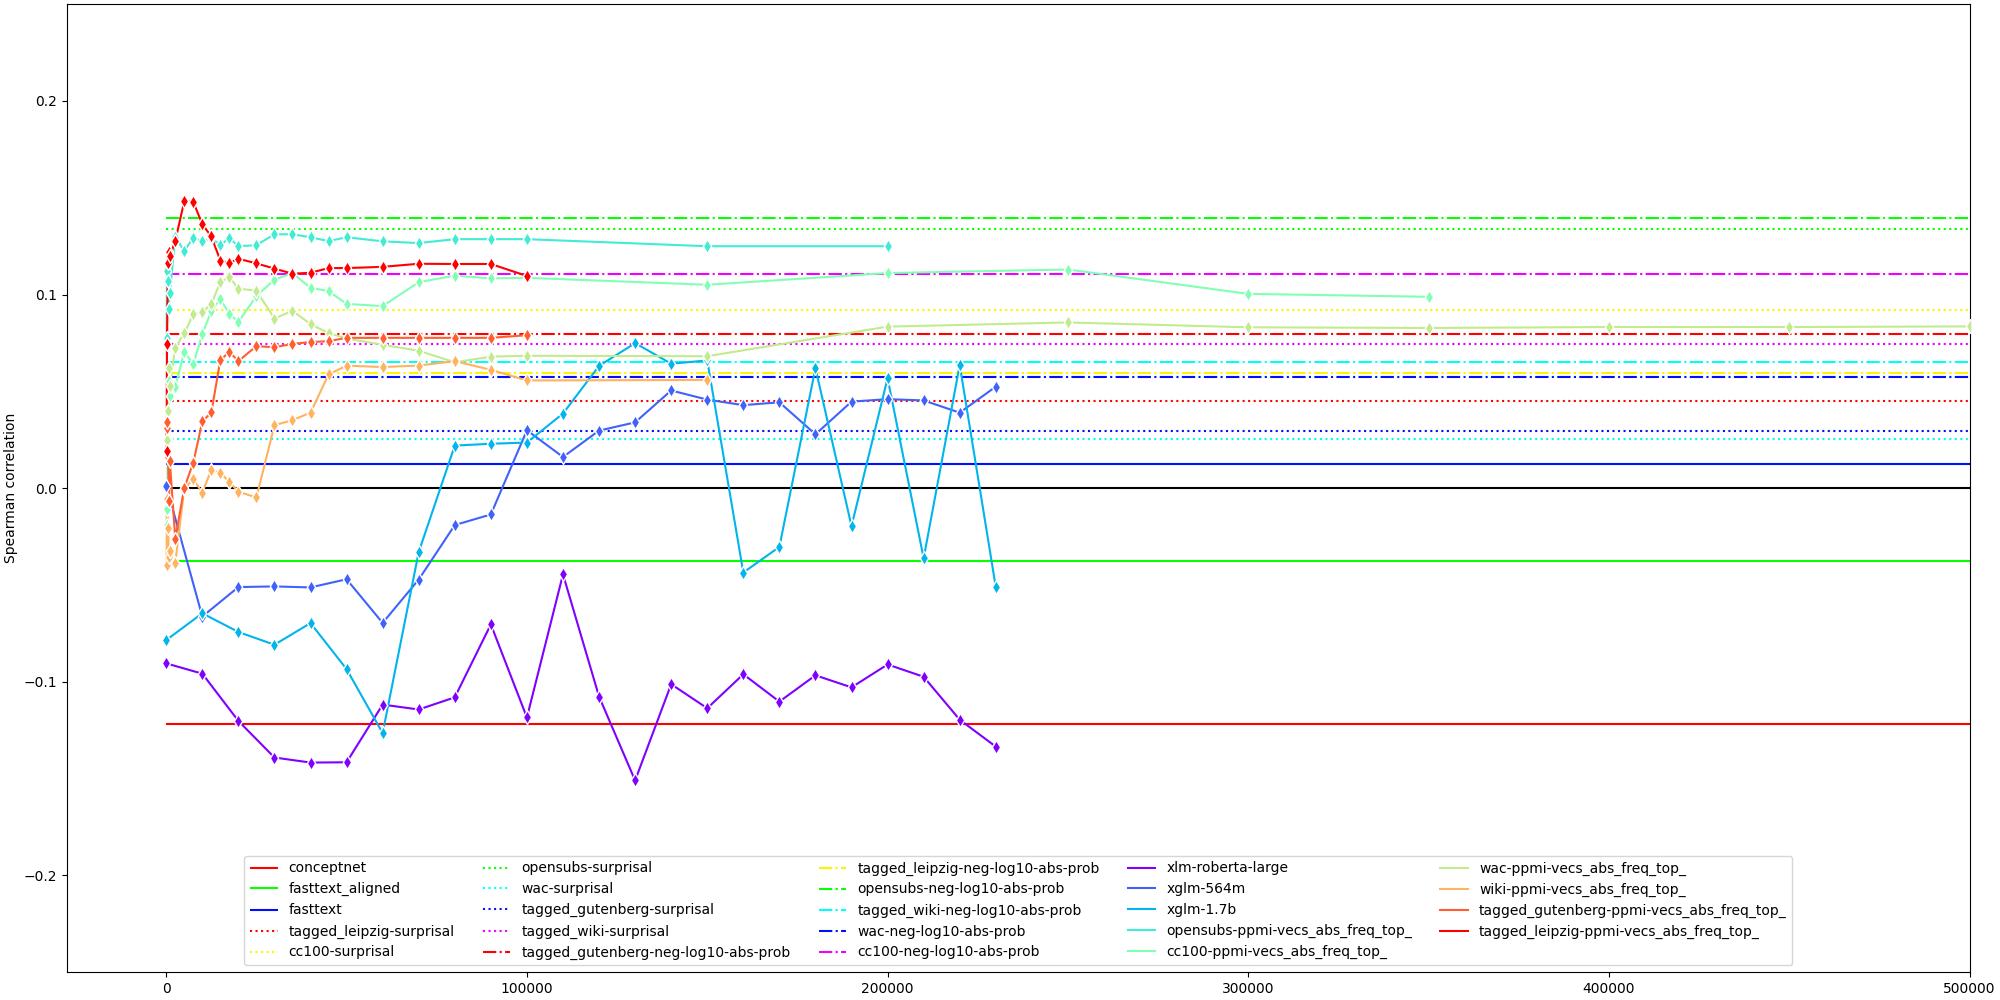 0.2
0.1
0.0
−0.1
−0.2
Spearman correlation
conceptnet
fasttext_aligned
fasttext
tagged_leipzig-surprisal
cc100-surprisal
opensubs-surprisal
wac-surprisal
tagged_gutenberg-surprisal
tagged_wiki-surprisal
tagged_gutenberg-neg-log10-abs-prob
tagged_leipzig-neg-log10-abs-prob
opensubs-neg-log10-abs-prob
tagged_wiki-neg-log10-abs-prob
wac-neg-log10-abs-prob
cc100-neg-log10-abs-prob
xlm-roberta-large
xglm-564m
xglm-1.7b
opensubs-ppmi-vecs_abs_freq_top_
cc100-ppmi-vecs_abs_freq_top_
wac-ppmi-vecs_abs_freq_top_
wiki-ppmi-vecs_abs_freq_top_
tagged_gutenberg-ppmi-vecs_abs_freq_top_
tagged_leipzig-ppmi-vecs_abs_freq_top_
0 100000 200000 300000 400000 500000